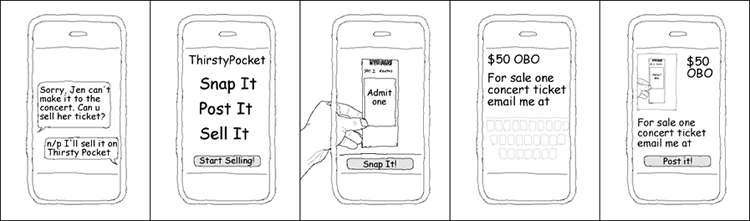 Sorry, Jen can't
make it to the
concert. Can u
sell her ticket?
n/p I'll sell it on
Thirsty Pocket
ThirstyPocket
Snap It
Post It
Sell It
Start Selling!
Admit
one
Snap It!
$50 OBO
For sale one
concert ticket
email me at
$50
OBO
For sale one
concert ticket
email me at
Post it!